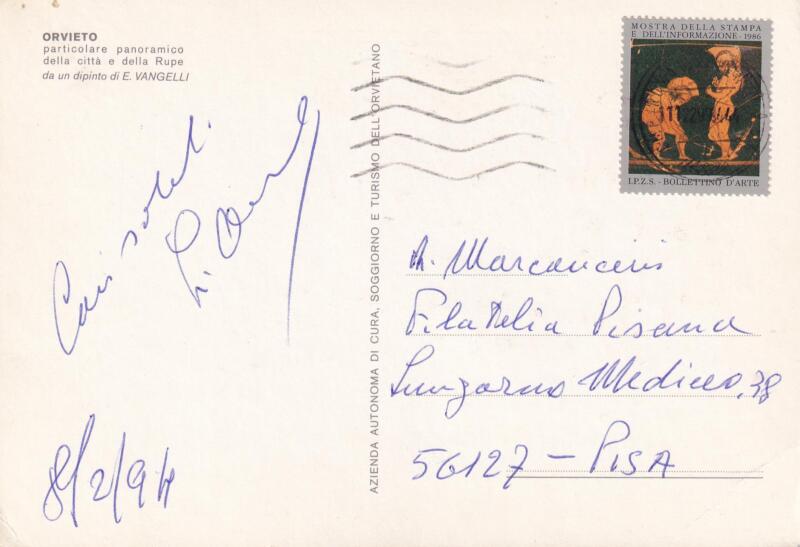 ORVIETO
particolare panoramico
della città e della Rupe
da un dipinto di E. VANGELLI
MOSTRA DELLA STAMPA
E DELL'INFORMAZIONE - 1986
I.P.Z.S. - BOLLETTINO D'ARTE
AZIENDA AUTONOMA DI CURA, SOGGIORNO E TURISMO DELL'ORVIETANO
Cari saluti
8/2/94
Filatelia Pisana
Lungarno Mediceo, 38
56127 - PISA